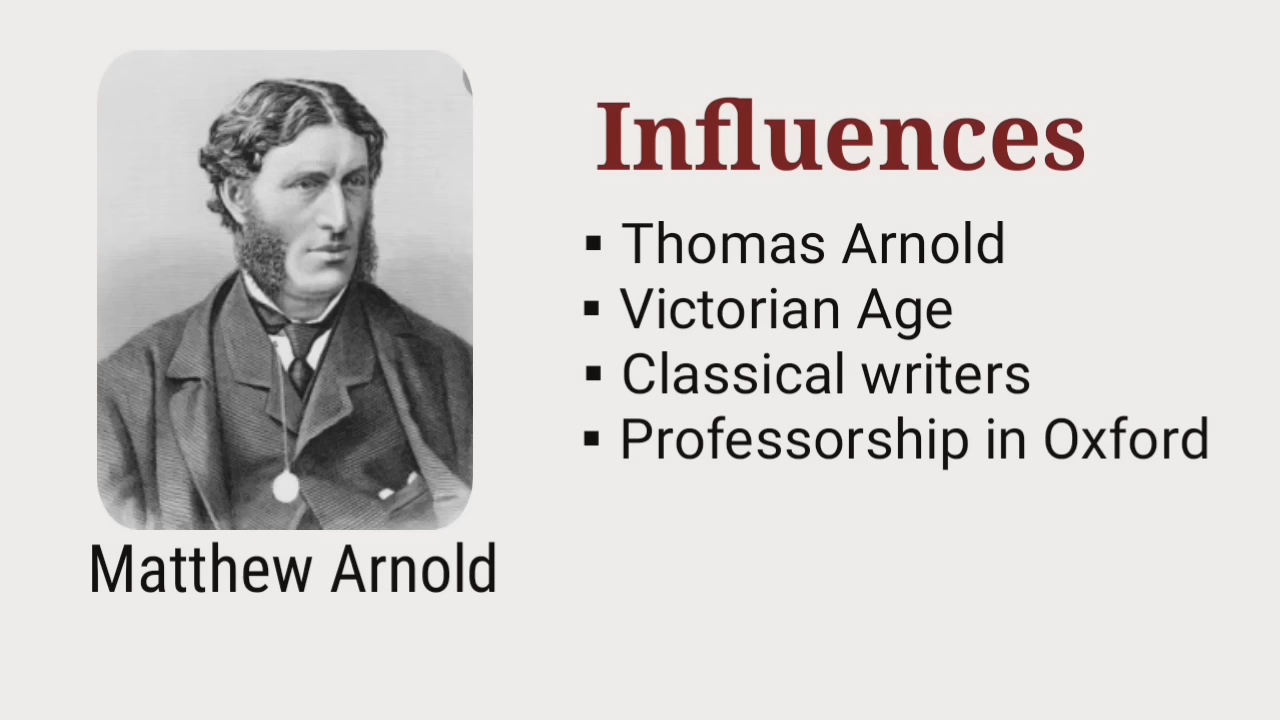 Influences
▪ Thomas Arnold
▪ Victorian Age
▪ Classical writers
▪ Professorship in Oxford
Matthew Arnold